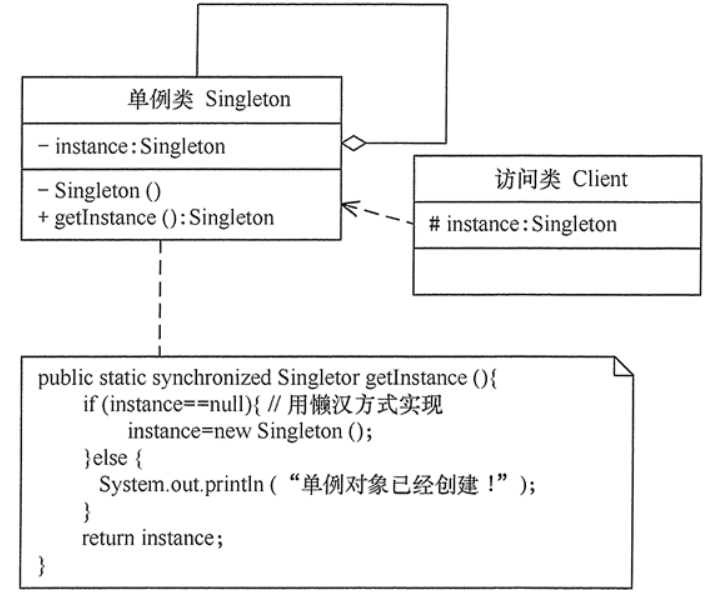 单例类 Singleton
- instance:Singleton
- Singleton ()
+ getInstance ():Singleton
访问类 Client
# instance:Singleton
public static synchronized Singletor getInstance (){
if (instance==null){ // 用懒汉方式实现
instance=new Singleton ();
}else {
System.out.println (“单例对象已经创建！”);
}
return instance;
}